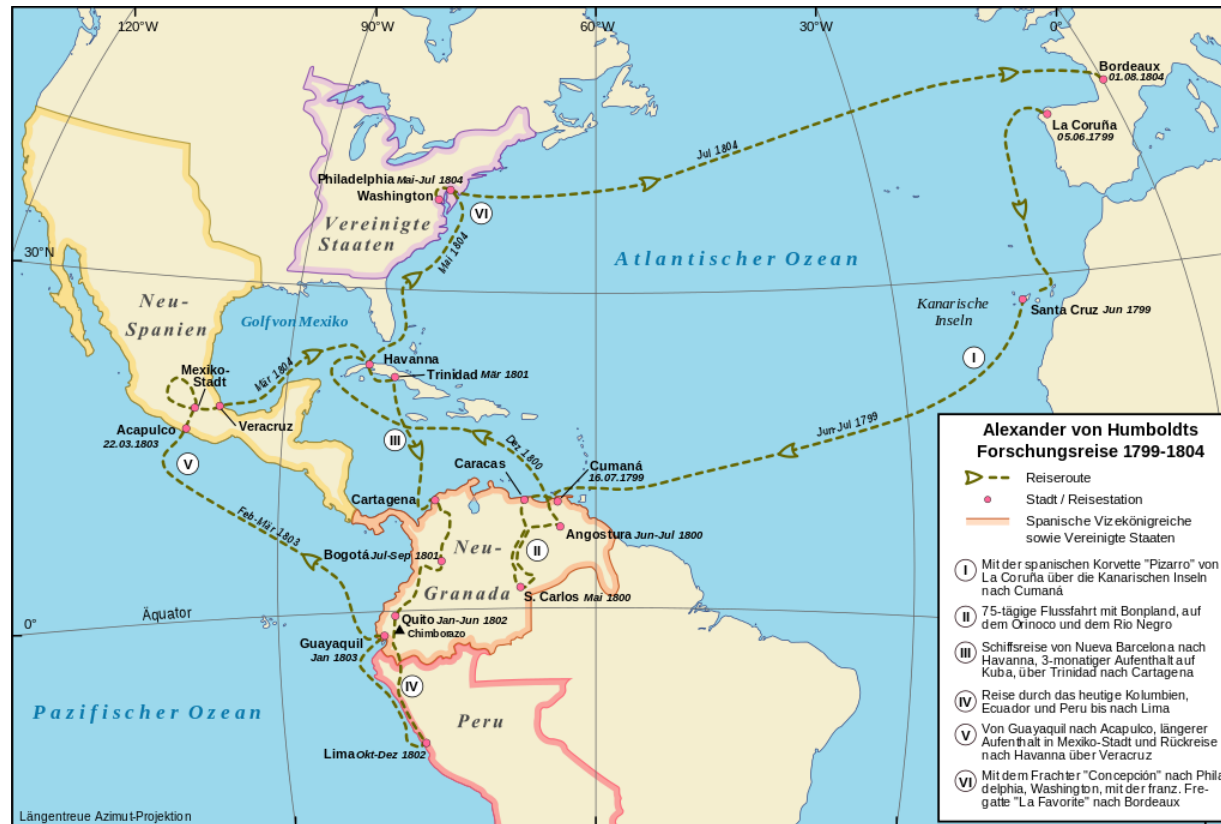 120°W
90°W
60°W
30°W
0°
Bordeaux
01.08.1804
La Coruña
05.06.1799
Jul 1804
Philadelphia Mai-Jul 1804
Washington
VI
Vereinigte
Staaten
Mai 1804
30°N
Atlantischer Ozean
Neu-
Spanien
Golf von Mexiko
Kanarische
Inseln
Santa Cruz Jun 1799
I
Mexiko-
Stadt
Mär 1804
Havanna
Trinidad Mär 1801
Acapulco
22.03.1803
Veracruz
V
III
Dez 1800
Jun-Jul 1799
Caracas
Cumaná
16.07.1799
Cartagena
Angostura Jun-Jul 1800
Feb-Mär 1803
Bogotá Jul-Sep 1801
Neu-
Granada
II
S. Carlos Mai 1800
Äquator
0°
Quito Jan-Jun 1802
Chimborazo
Guayaquil
Jan 1803
IV
Peru
Pazifischer Ozean
Lima Okt-Dez 1802
Längentreue Azimut-Projektion
Alexander von Humboldts
Forschungsreise 1799-1804
Reiseroute
Stadt / Reisestation
Spanische Vizekönigreiche
sowie Vereinigte Staaten
I Mit der spanischen Korvette "Pizarro" von
La Coruña über die Kanarischen Inseln
nach Cumaná
II 75-tägige Flussfahrt mit Bonpland, auf
dem Orinoco und dem Rio Negro
III Schiffsreise von Nueva Barcelona nach
Havanna, 3-monatiger Aufenthalt auf
Kuba, über Trinidad nach Cartagena
IV Reise durch das heutige Kolumbien,
Ecuador und Peru bis nach Lima
V Von Guayaquil nach Acapulco, längerer
Aufenthalt in Mexiko-Stadt und Rückreise
nach Havanna über Veracruz
VI Mit dem Frachter "Concepción" nach Phila
delphia, Washington, mit der franz. Fre-
gatte "La Favorite" nach Bordeaux